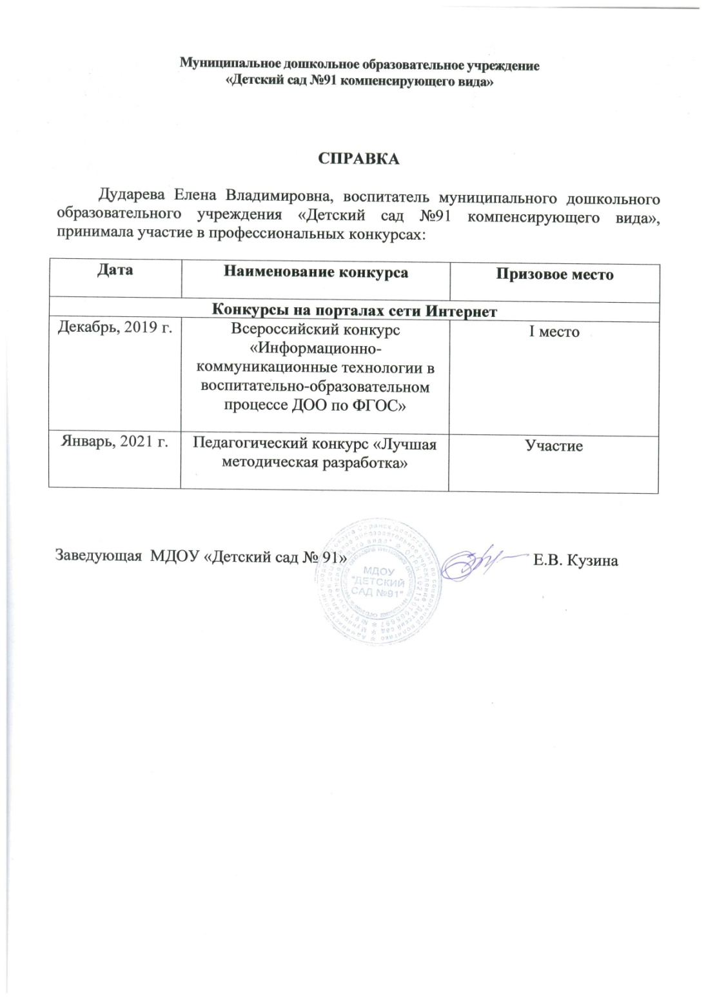 Муниципальное дошкольное образовательное учреждение
«Детский сад №91 компенсирующего вида»
СПРАВКА
Дударева Елена Владимировна, воспитатель муниципального дошкольного
образовательного учреждения «Детский сад №91 компенсирующего вида»,
принимала участие в профессиональных конкурсах:
Дата Наименование конкурса Призовое место
Конкурсы на порталах сети Интернет
Декабрь, 2019 г. Всероссийский конкурс I место
«Информационно-
коммуникационные технологии в
воспитательно-образовательном
процессе ДОО по ФГОС»
Январь, 2021 г. Педагогический конкурс «Лучшая Участие
методическая разработка»
Заведующая МДОУ «Детский сад № 91» Е.В. Кузина
МДОУ
"ДЕТСКИЙ
САД №91"